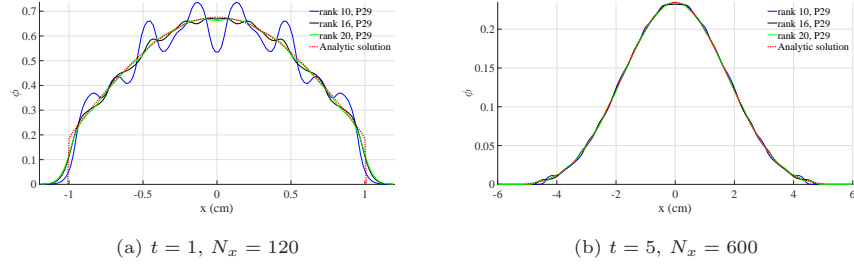 rank 10, P29
rank 16, P29
rank 20, P29
Analytic solution
ϕ
0.7
0.6
0.5
0.4
0.3
0.2
0.1
0
-1 -0.5 0 0.5 1
x (cm)
(a) t = 1, Nₓ = 120
rank 10, P29
rank 16, P29
rank 20, P29
Analytic solution
ϕ
0.2
0.15
0.1
0.05
0
-6 -4 -2 0 2 4 6
x (cm)
(b) t = 5, Nₓ = 600